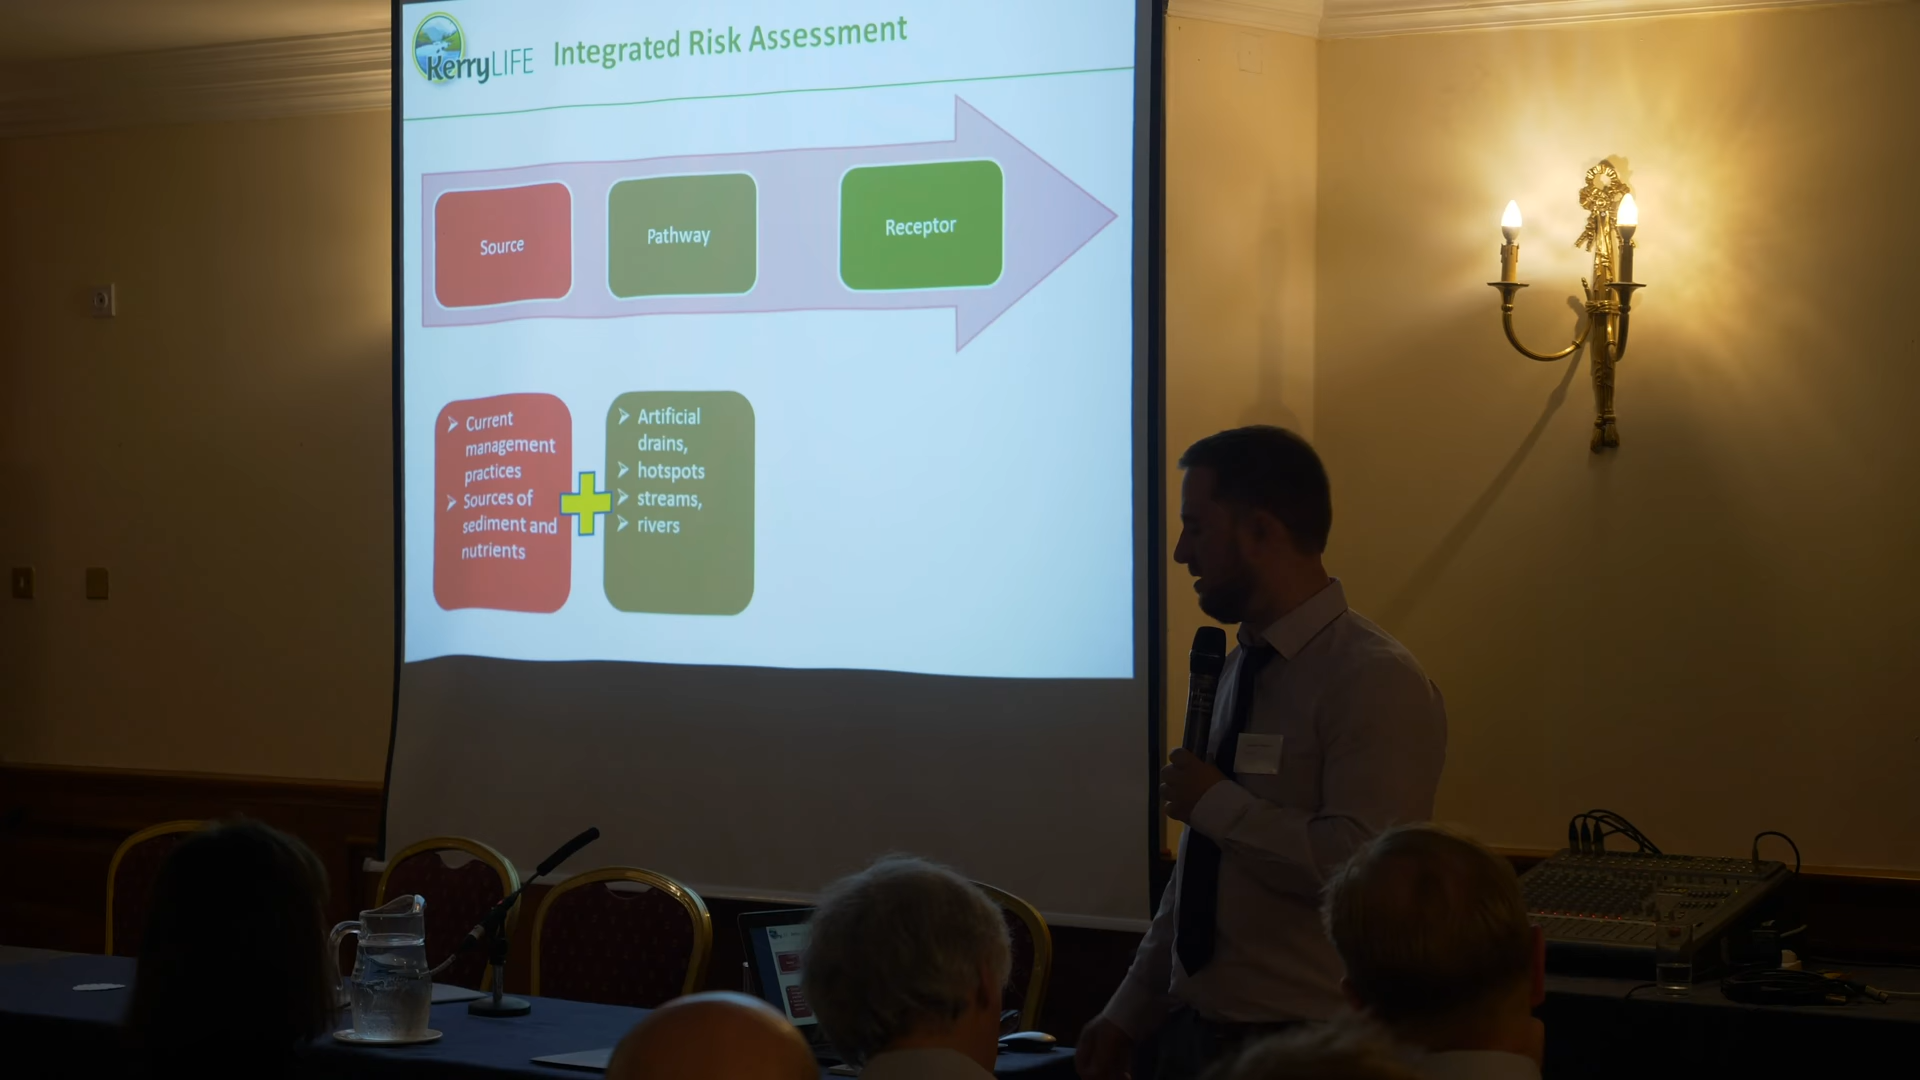 KerryLIFE
Integrated Risk Assessment
Source
Pathway
Receptor
➢ Current
management
practices
➢ Sources of
sediment and
nutrients
➢ Artificial
drains,
➢ hotspots
➢ streams,
➢ rivers